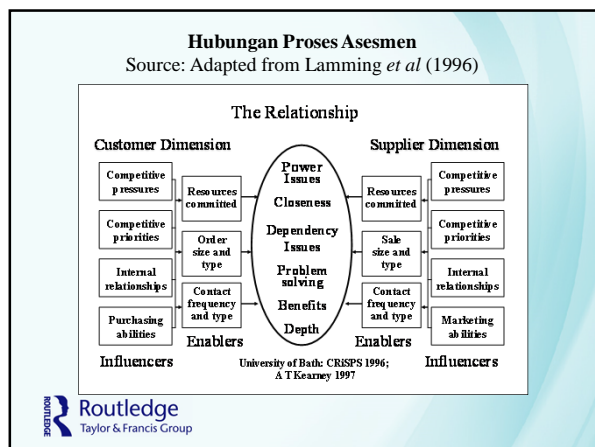 Hubungan Proses Asesmen
Source: Adapted from Lamming et al (1996)
The Relationship
Customer Dimension
Supplier Dimension
Competitive
pressures
Competitive
priorities
Internal
relationships
Purchasing
abilities
Influencers
Resources
committed
Order
size and
type
Contact
frequency
and type
Enablers
Power
Issues
Closeness
Dependency
Issues
Problem
solving
Benefits
Depth
Resources
committed
Sale
size and
type
Contact
frequency
and type
Enablers
Competitive
pressures
Competitive
priorities
Internal
relationships
Marketing
abilities
Influencers
University of Bath: CRiSPS 1996;
A T Kearney 1997
ROUTLEDGE
Routledge
Taylor & Francis Group